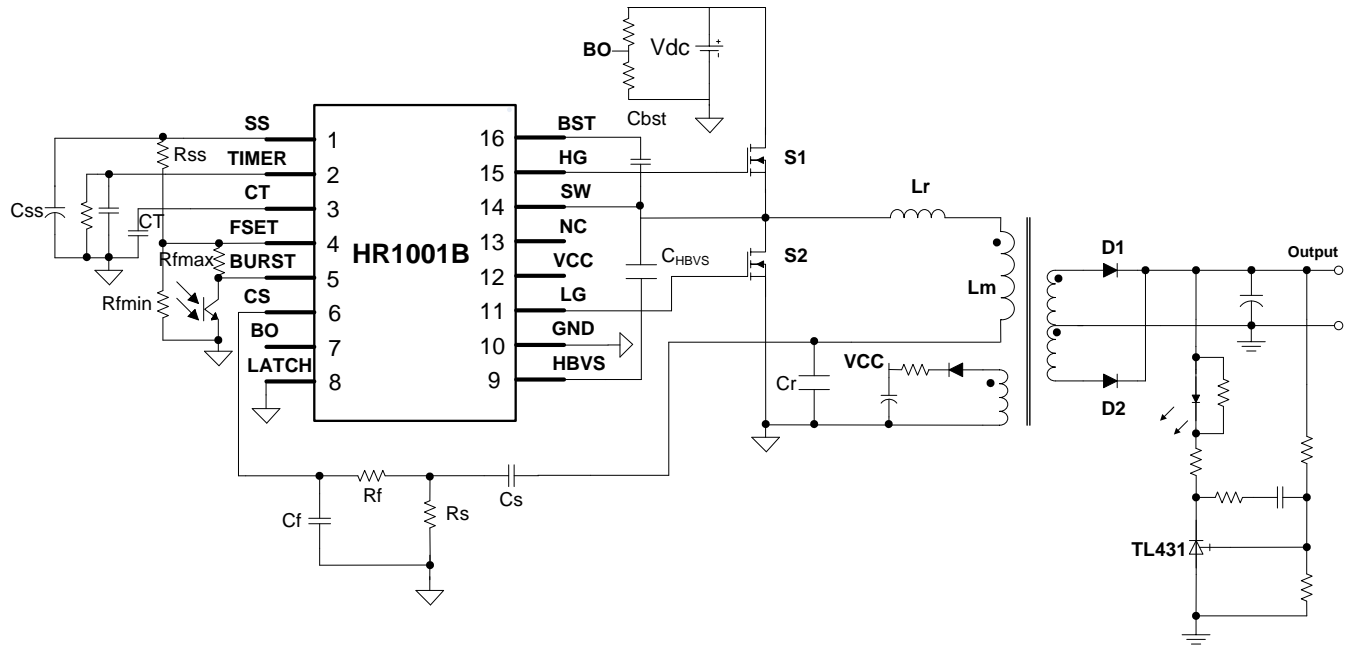 BO
Vdc
+
-
Cbst
SS
1
16
BST
Rss
TIMER
2
15
HG
S1
CT
3
14
SW
Lr
Css
CT
FSET
4
13
NC
HR1001B
Rfmax
BURST
5
12
VCC
CHBVS
S2
D1
Output
Rfmin
CS
6
11
LG
Lm
BO
7
10
GND
LATCH
8
9
HBVS
Cr
VCC
D2
Rf
Cs
Cf
Rs
TL431